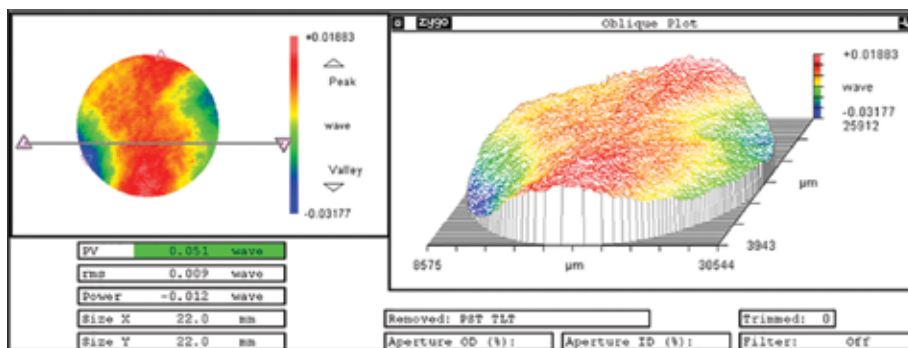 zygo Oblique Plot
+0.01883
Peak
wave
Valley
-0.03177
+0.01883
wave
-0.03177
25912
µm
3943
8575 µm 30544
PV 0.051 wave
rms 0.009 wave
Power -0.012 wave
Size X 22.0 mm
Size Y 22.0 mm
Removed: PST TLT Trimmed: 0
Aperture OD (%): Aperture ID (%): Filter: Off